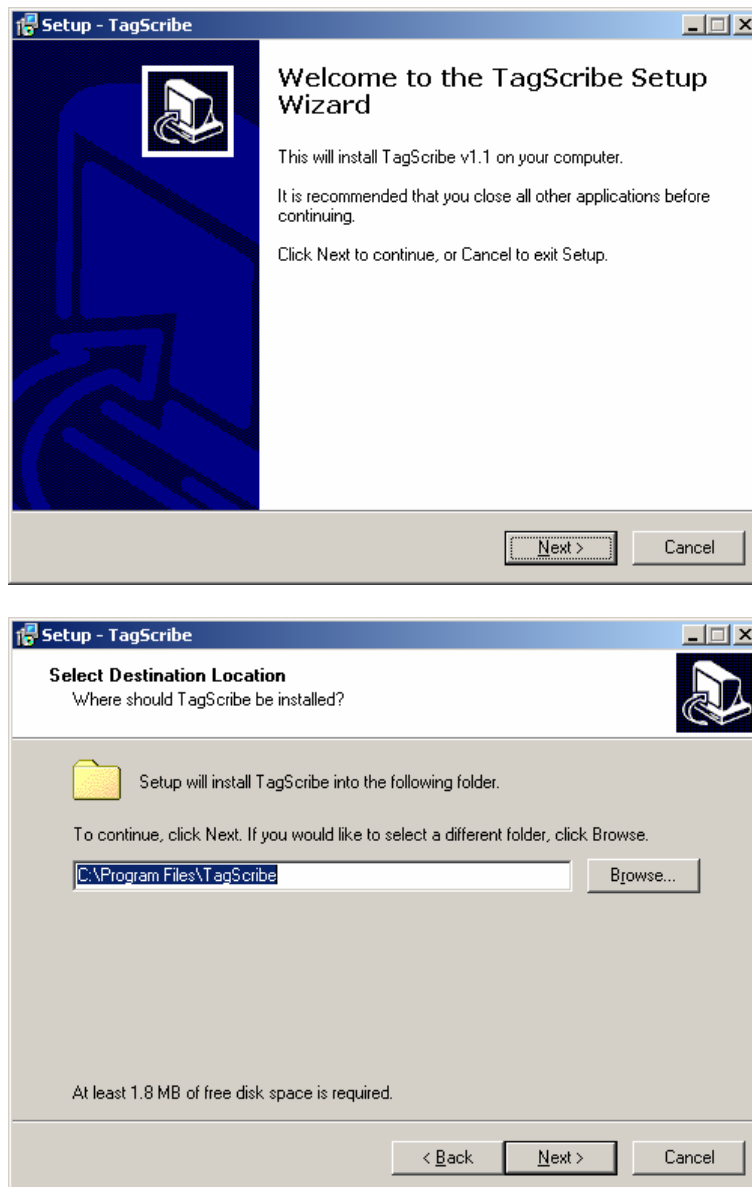 Setup - TagScribe
Welcome to the TagScribe Setup
Wizard
This will install TagScribe v1.1 on your computer.
It is recommended that you close all other applications before
continuing.
Click Next to continue, or Cancel to exit Setup.
Next >
Cancel
Setup - TagScribe
Select Destination Location
Where should TagScribe be installed?
Setup will install TagScribe into the following folder.
To continue, click Next. If you would like to select a different folder, click Browse.
C:\Program Files\TagScribe
Browse...
At least 1.8 MB of free disk space is required.
< Back
Next >
Cancel